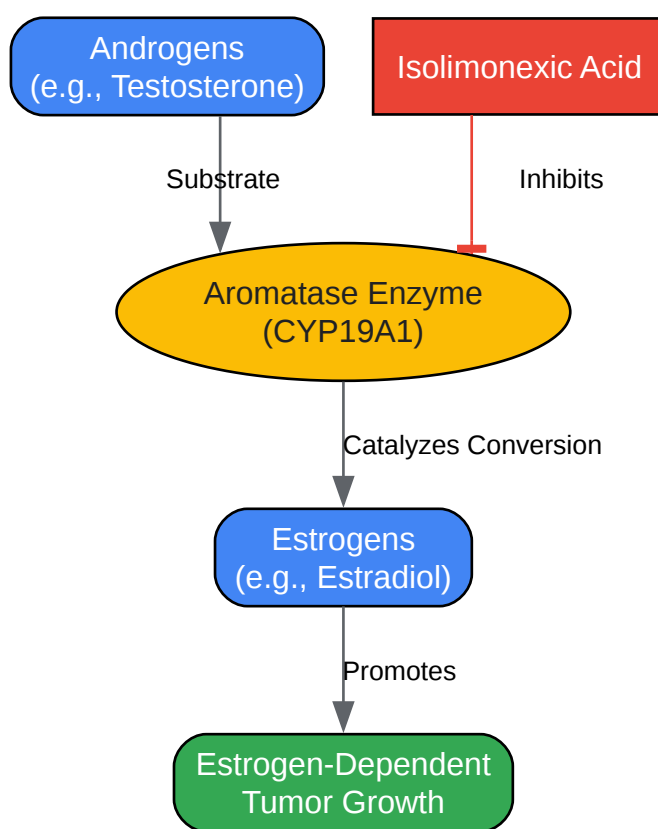 Androgens
(e.g., Testosterone)
Isolimonexic Acid
Substrate
Inhibits
Aromatase Enzyme
(CYP19A1)
Catalyzes Conversion
Estrogens
(e.g., Estradiol)
Promotes
Estrogen-Dependent
Tumor Growth